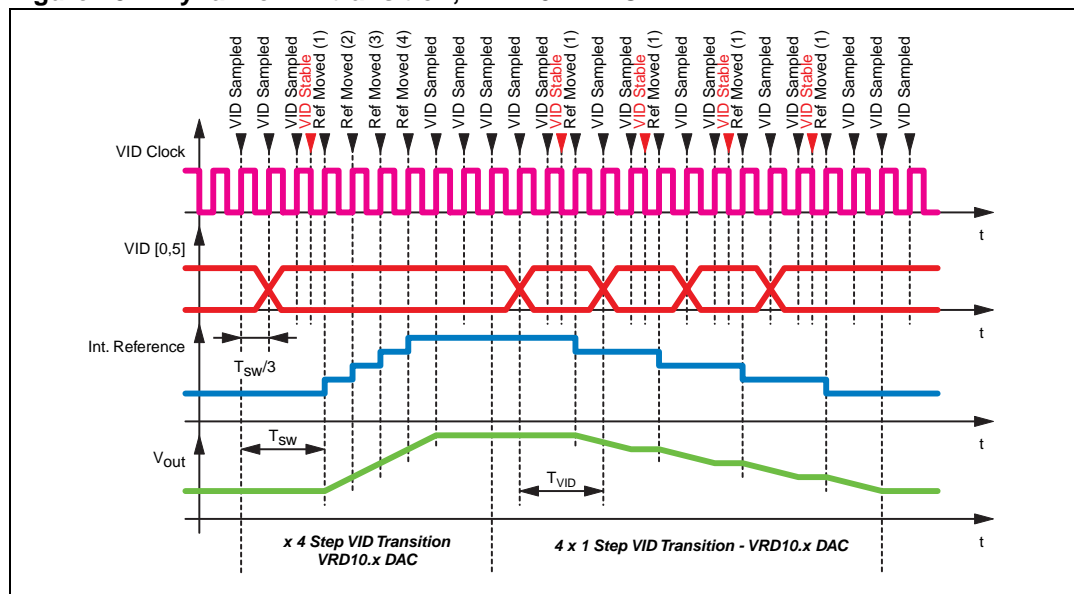 VID Sampled
VID Sampled
VID Sampled
VID Stable
Ref Moved (1)
Ref Moved (2)
Ref Moved (3)
Ref Moved (4)
VID Sampled
VID Sampled
VID Sampled
VID Sampled
VID Sampled
VID Stable
Ref Moved (1)
VID Sampled
VID Sampled
VID Stable
Ref Moved (1)
VID Sampled
VID Sampled
VID Stable
Ref Moved (1)
VID Sampled
VID Sampled
VID Stable
Ref Moved (1)
VID Sampled
VID Sampled
VID Sampled
VID Clock
t
VID [0,5]
t
Int. Reference
Tsw/3
t
Vout
Tsw
TVID
t
x 4 Step VID Transition
VRD10.x DAC
4 x 1 Step VID Transition - VRD10.x DAC